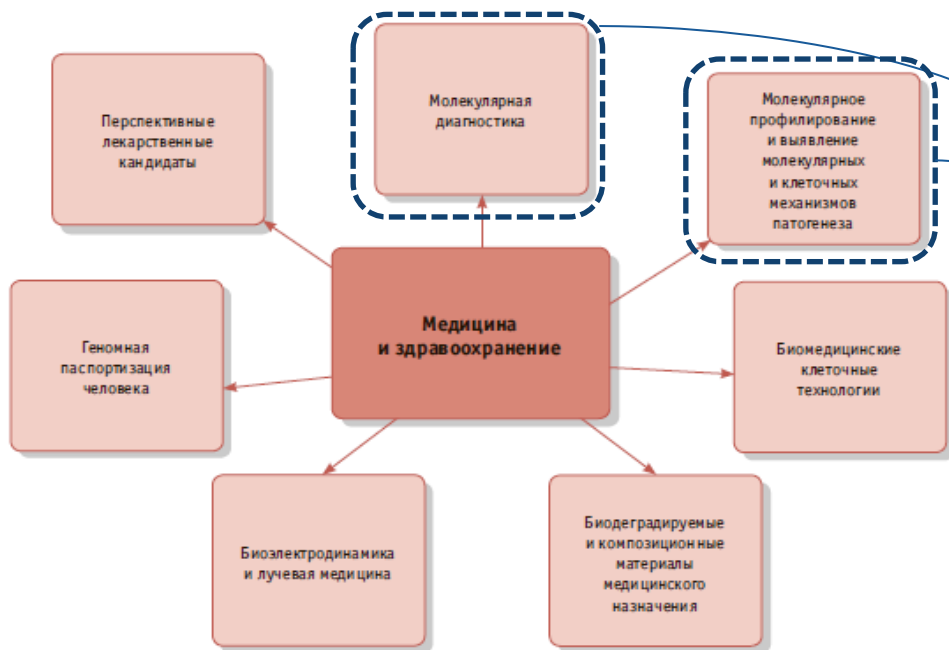 Молекулярная
диагностика
Перспективные
лекарственные
кандидаты
Молекулярное
профилирование
и выявление
молекулярных
и клеточных
механизмов
патогенеза
Медицина
и здравоохранение
Геномная
паспортизация
человека
Биомедицинские
клеточные
технологии
Биоэлектродинамика
и лучевая медицина
Биодеградируемые
и композиционные
материалы
медицинского
назначения